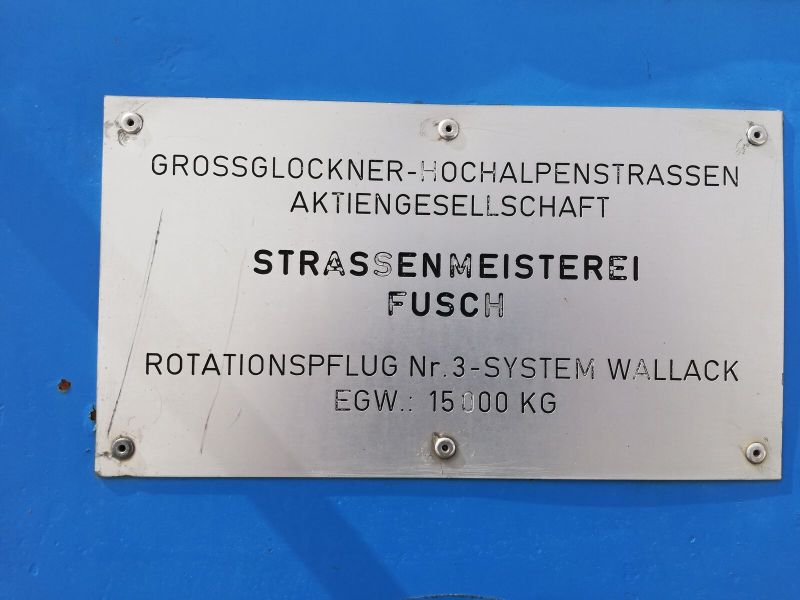 GROSSGLOCKNER-HOCHALPENSTRASSEN
AKTIENGESELLSCHAFT
STRASSENMEISTEREI
FUSCH
ROTATIONSPFLUG Nr.3-SYSTEM WALLACK
EGW.: 15000 KG